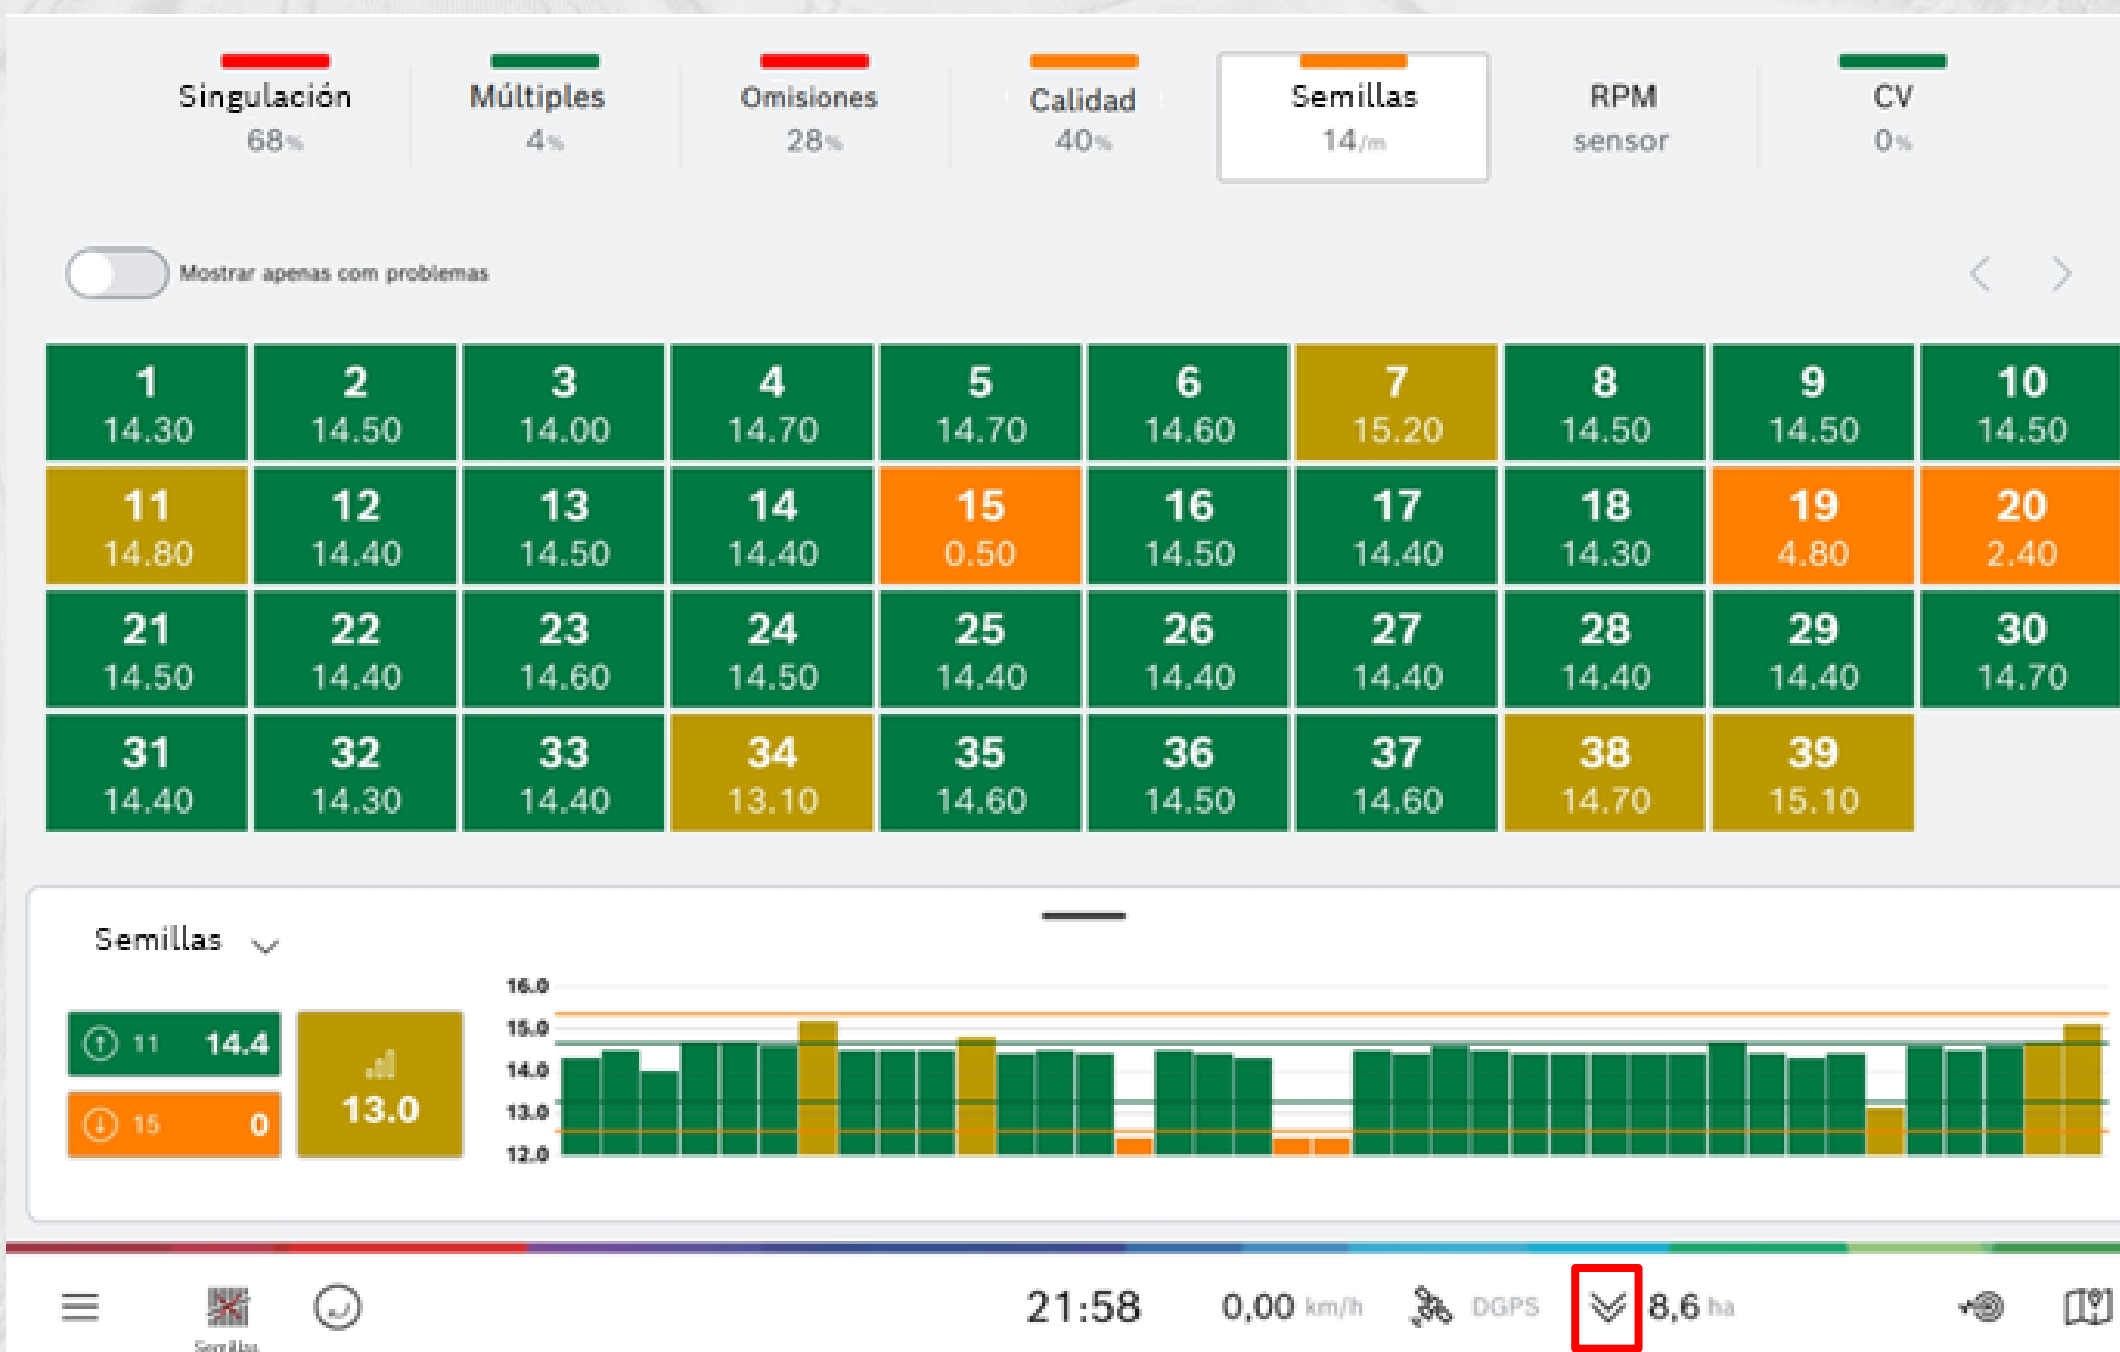 Singulación Múltiples Omisiones Calidad Semillas RPM CV
68% 4% 28% 40% 14/m sensor 0%
Mostrar apenas com problemas
1 2 3 4 5 6 7 8 9 10
14.30 14.50 14.00 14.70 14.70 14.60 15.20 14.50 14.50 14.50
11 12 13 14 15 16 17 18 19 20
14.80 14.40 14.50 14.40 0.50 14.50 14.40 14.30 4.80 2.40
21 22 23 24 25 26 27 28 29 30
14.50 14.40 14.60 14.50 14.40 14.40 14.40 14.40 14.40 14.70
31 32 33 34 35 36 37 38 39
14.40 14.30 14.40 13.10 14.60 14.50 14.60 14.70 15.10
Semillas
16.0
15.0
14.0
13.0
12.0
11 14.4
15 0
13.0
21:58 0,00 km/h DGPS 8,6 ha
Semillas